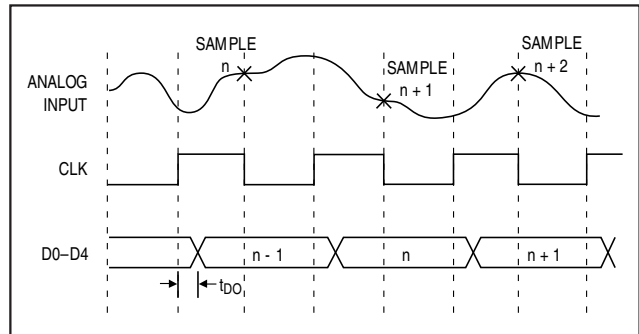 SAMPLE
n
SAMPLE
n + 1
SAMPLE
n + 2
ANALOG
INPUT
CLK
D0–D4
n - 1
n
n + 1
tDO